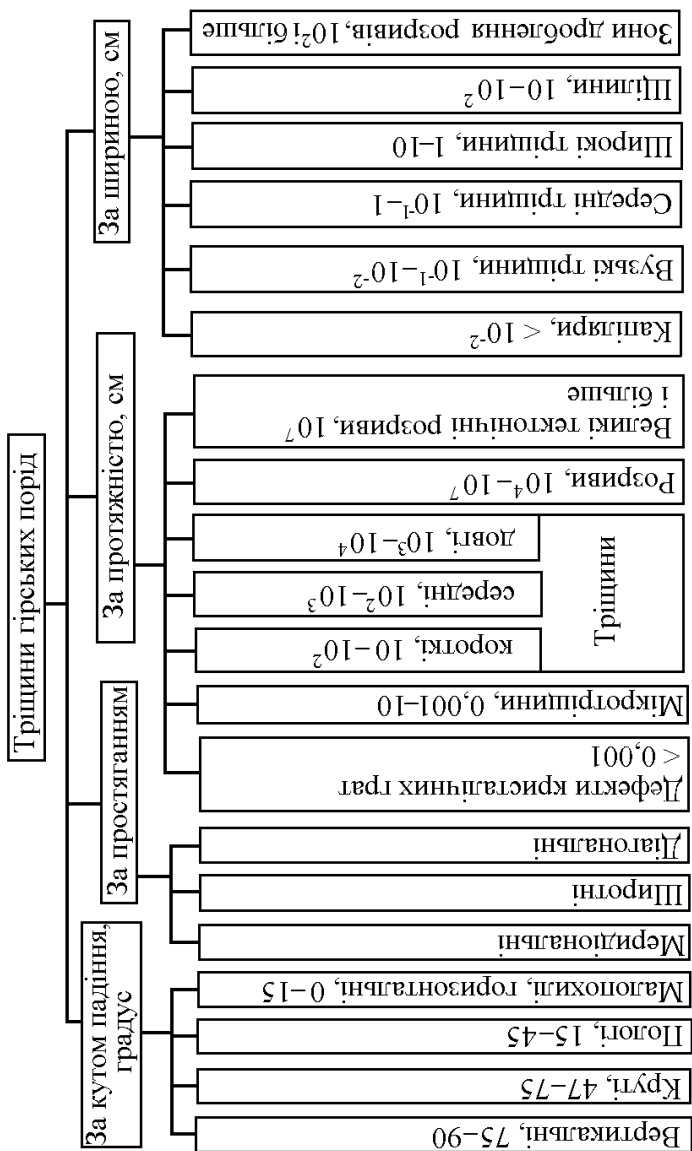 Тріщини гірських порід
За кутом падіння,
градус
Вертикальні, 75–90
Круті, 47–75
Пологі, 15–45
Малопохилі, горизонтальні, 0–15
За простяганням
Меридіональні
Широтні
Діагональні
За протяжністю, см
Дефекти кристалічних грат
< 0,001
Мікротріщини, 0,001–10
Тріщини
короткі, 10–10²
середні, 10²–10³
довгі, 10³–10⁴
Розриви, 10⁴–10⁷
Великі тектонічні розриви, 10⁷
і більше
За шириною, см
Капіляри, < 10⁻²
Вузькі тріщини, 10⁻¹–10⁻²
Середні тріщини, 10⁻¹–1
Широкі тріщини, 1–10
Щілини, 10–10²
Зони дроблення розривів, 10² і більше